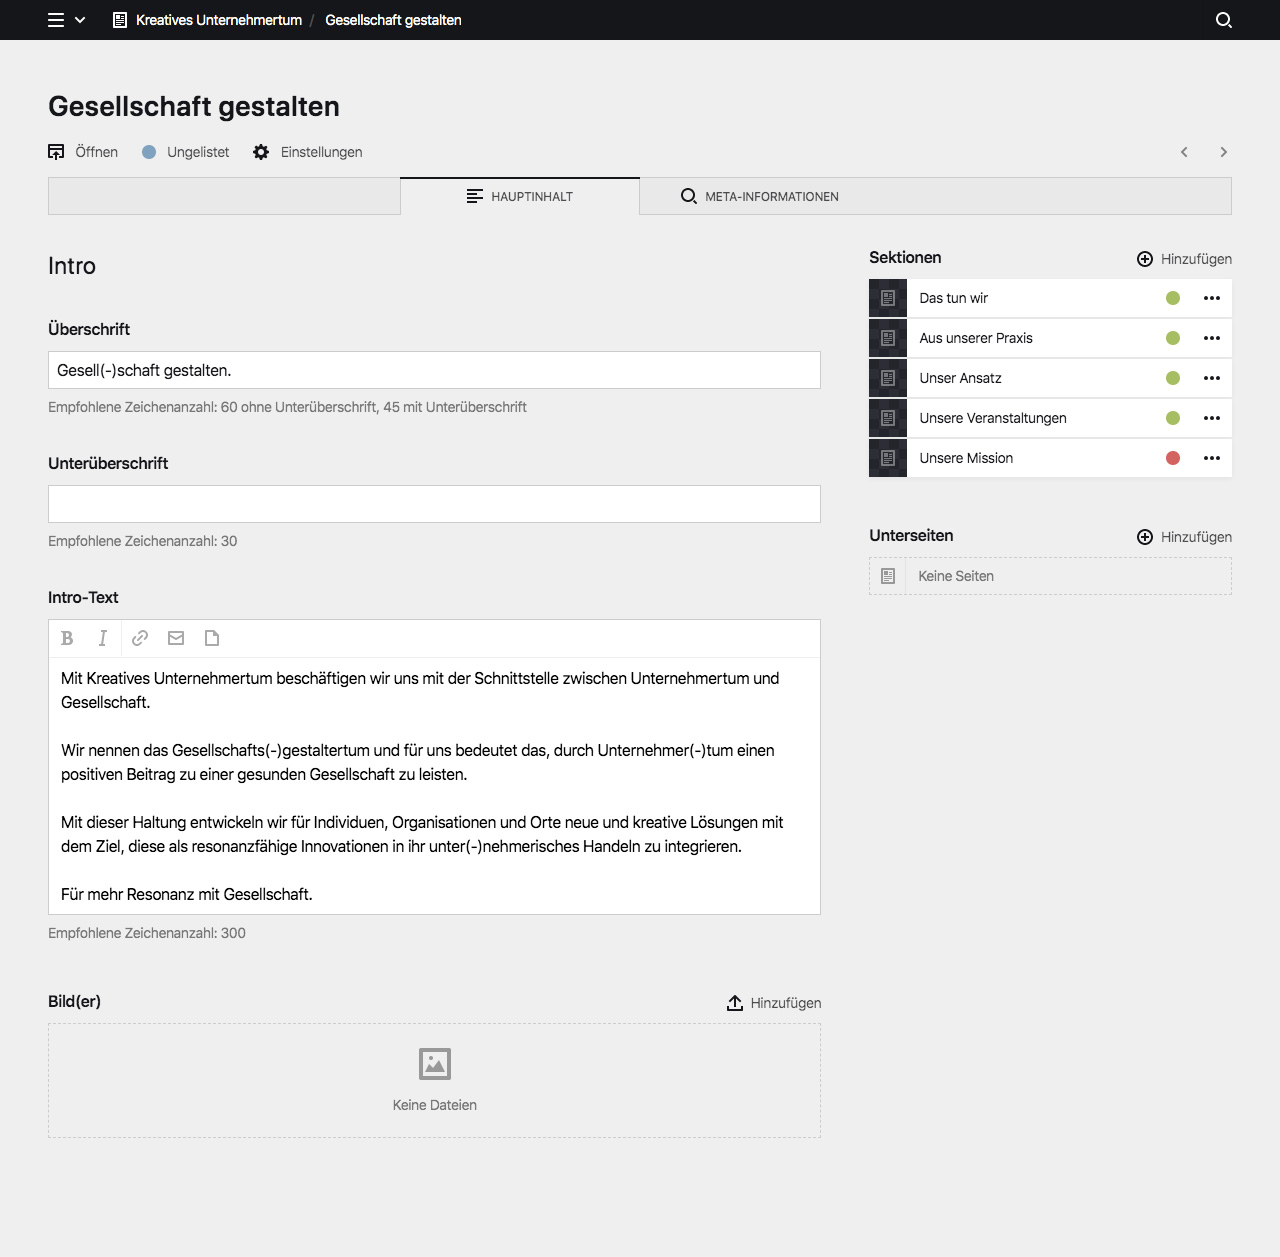 Kreatives Unternehmertum / Gesellschaft gestalten
Gesellschaft gestalten
Öffnen Ungelistet Einstellungen
HAUPTINHALT META-INFORMATIONEN
Intro
Überschrift
Gesell(-)schaft gestalten.
Empfohlene Zeichenanzahl: 60 ohne Unterüberschrift, 45 mit Unterüberschrift
Unterüberschrift
Empfohlene Zeichenanzahl: 30
Intro-Text
B I
Mit Kreatives Unternehmertum beschäftigen wir uns mit der Schnittstelle zwischen Unternehmertum und
Gesellschaft.
Wir nennen das Gesellschafts(-)gestaltertum und für uns bedeutet das, durch Unternehmer(-)tum einen
positiven Beitrag zu einer gesunden Gesellschaft zu leisten.
Mit dieser Haltung entwickeln wir für Individuen, Organisationen und Orte neue und kreative Lösungen mit
dem Ziel, diese als resonanzfähige Innovationen in ihr unter(-)nehmerisches Handeln zu integrieren.
Für mehr Resonanz mit Gesellschaft.
Empfohlene Zeichenanzahl: 300
Bild(er) Hinzufügen
Keine Dateien
Sektionen Hinzufügen
Das tun wir
Aus unserer Praxis
Unser Ansatz
Unsere Veranstaltungen
Unsere Mission
Unterseiten Hinzufügen
Keine Seiten